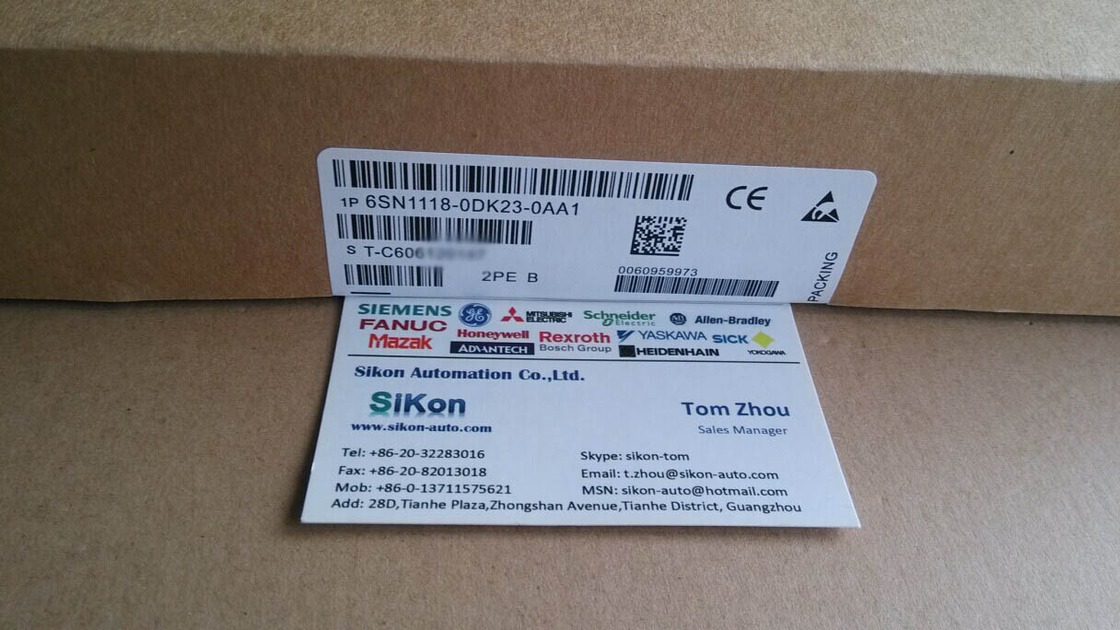 1P 6SN1118-0DK23-0AA1
S T-C606
2PE B
0060959973
PACKING
CE
SIEMENS GE MITSUBISHI ELECTRIC Schneider Electric AB Allen-Bradley
FANUC Honeywell Rexroth YASKAWA SICK
Mazak ADVANTECH Bosch Group HEIDENHAIN YOKOGAWA
Sikon Automation Co.,Ltd.
SiKon
www.sikon-auto.com
Tom Zhou
Sales Manager
Tel: +86-20-32283016
Fax: +86-20-82013018
Mob: +86-0-13711575621
Skype: sikon-tom
Email: t.zhou@sikon-auto.com
MSN: sikon-auto@hotmail.com
Add: 28D,Tianhe Plaza,Zhongshan Avenue,Tianhe District, Guangzhou